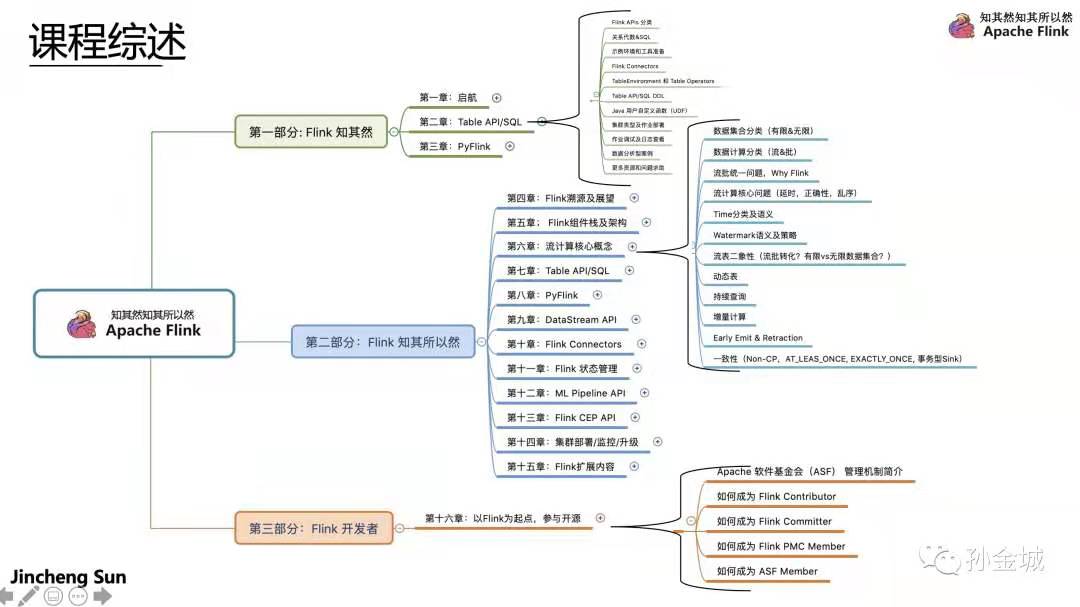 课程综述
知其然知其所以然
Apache Flink
第一部分: Flink 知其然
第一章：启航
第二章：Table API/SQL
第三章：PyFlink
Flink APIs 分类
关系代数&SQL
示例环境和工具准备
Flink Connectors
TableEnvironment 和 Table Operators
Table API/SQL DDL
Java 用户自定义函数（UDF）
集群类型及作业部署
作业调试及日志查看
数据分析型案例
更多资源和问题求助
知其然知其所以然
Apache Flink
第二部分：Flink 知其所以然
第四章：Flink溯源及展望
第五章； Flink组件栈及架构
第六章：流计算核心概念
第七章：Table API/SQL
第八章：PyFlink
第九章：DataStream API
第十章：Flink Connectors
第十一章：Flink 状态管理
第十二章：ML Pipeline API
第十三章：Flink CEP API
第十四章：集群部署/监控/升级
第十五章：Flink扩展内容
数据集合分类（有限&无限）
数据计算分类（流&批）
流批统一问题，Why Flink
流计算核心问题（延时，正确性，乱序）
Time分类及语义
Watermark语义及策略
流表二象性（流批转化？有限vs无限数据集合？）
动态表
持续查询
增量计算
Early Emit & Retraction
一致性（Non-CP，AT_LEAS_ONCE, EXACTLY_ONCE, 事务型Sink）
第三部分：Flink 开发者
第十六章：以Flink为起点，参与开源
Apache 软件基金会（ASF） 管理机制简介
如何成为 Flink Contributor
如何成为 Flink Committer
如何成为 Flink PMC Member
如何成为 ASF Member
Jincheng Sun
孙金城